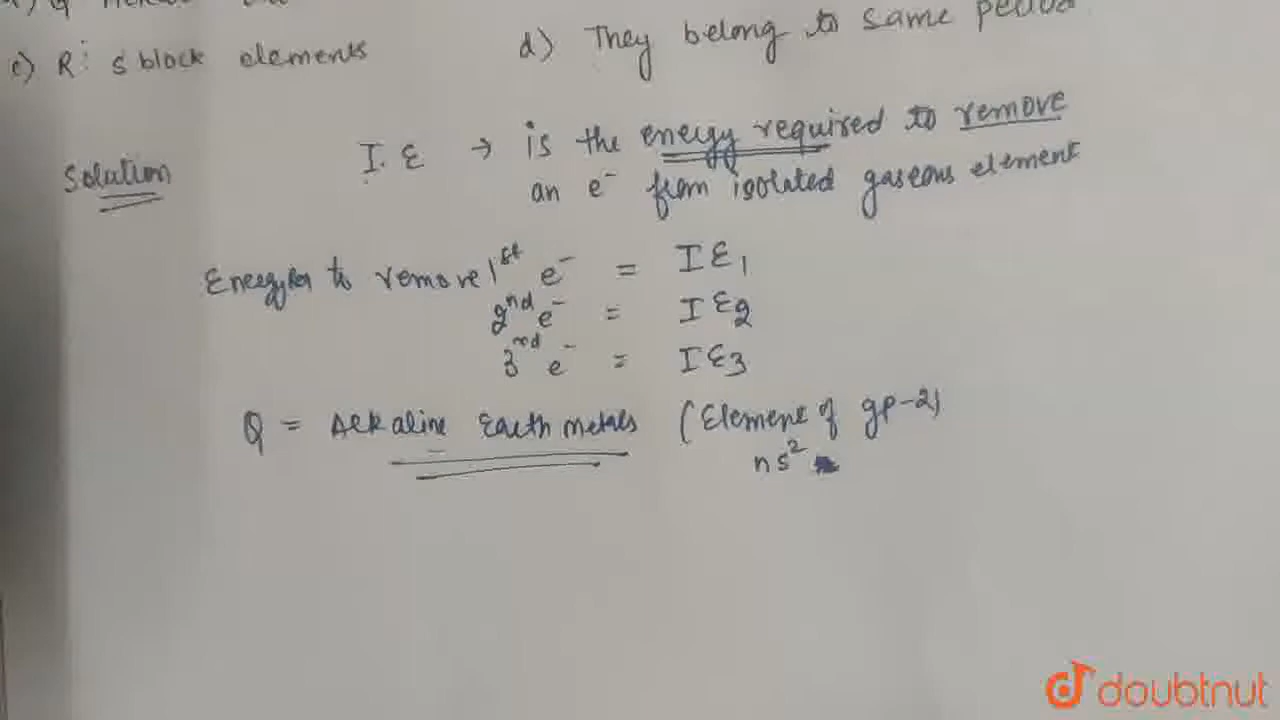 c) R: s block elements
d) They belong to same period
Solution
I.E → is the energy required to remove
an e⁻ from isolated gaseous element
to remove 1st e⁻ = IE₁
2nd e⁻ = IE₂
3rd e⁻ = IE₃
Q = Alkaline Earth metals (Element of gp-2)
ns²
doubtnut